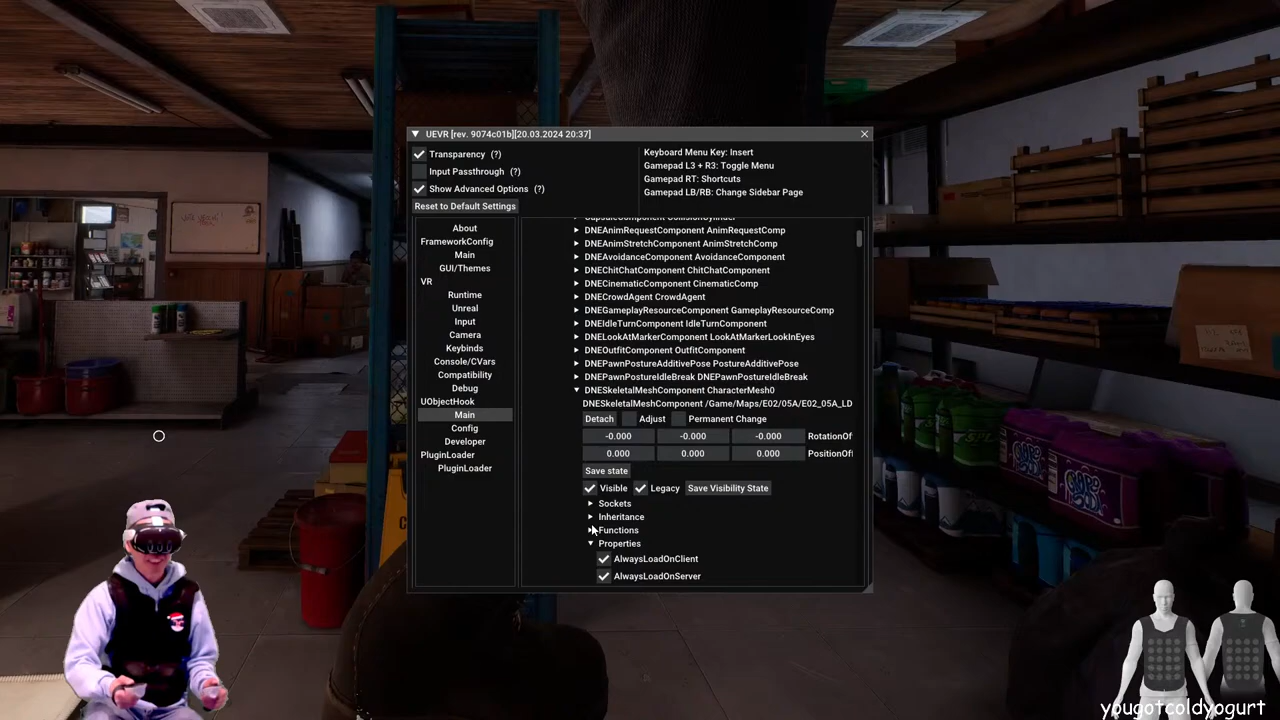 UEVR [rev. 9074c01b][20.03.2024 20:37]
Transparency (?)
Input Passthrough (?)
Show Advanced Options (?)
Reset to Default Settings
Keyboard Menu Key: Insert
Gamepad L3 + R3: Toggle Menu
Gamepad RT: Shortcuts
Gamepad LB/RB: Change Sidebar Page
About
FrameworkConfig
Main
GUI/Themes
VR
Runtime
Unreal
Input
Camera
Keybinds
Console/CVars
Compatibility
Debug
UObjectHook
Main
Config
Developer
PluginLoader
PluginLoader
CapsuleComponent CollisionCylinder
DNEAnimRequestComponent AnimRequestComp
DNEAnimStretchComponent AnimStretchComp
DNEAvoidanceComponent AvoidanceComponent
DNEChitChatComponent ChitChatComponent
DNECinematicComponent CinematicComp
DNECrowdAgent CrowdAgent
DNEGameplayResourceComponent GameplayResourceComp
DNEIdleTurnComponent IdleTurnComponent
DNELookAtMarkerComponent LookAtMarkerLookInEyes
DNEOutfitComponent OutfitComponent
DNEPawnPostureAdditivePose PostureAdditivePose
DNEPawnPostureIdleBreak DNEPawnPostureIdleBreak
DNESkeletalMeshComponent CharacterMesh0
DNESkeletalMeshComponent /Game/Maps/E02/05A/E02_05A_LD
Detach Adjust Permanent Change
-0.000 -0.000 -0.000 RotationOf
0.000 0.000 0.000 PositionOf
Save state
Visible Legacy Save Visibility State
Sockets
Inheritance
Functions
Properties
AlwaysLoadOnClient
AlwaysLoadOnServer
yougotcoldyogurt